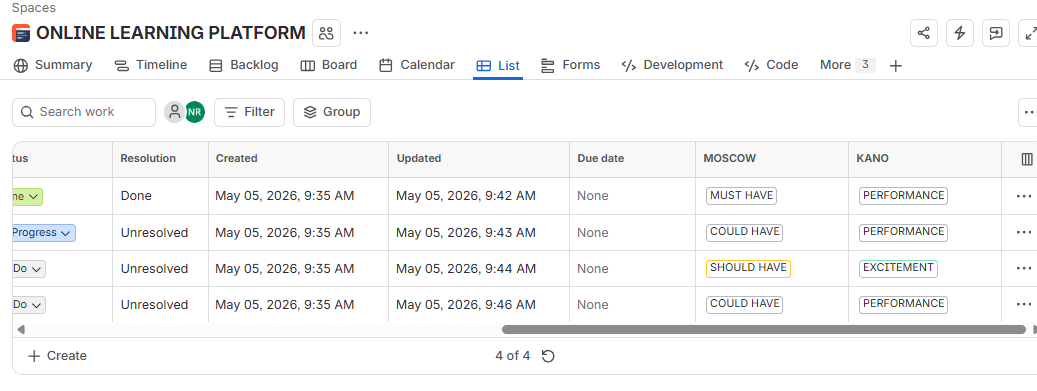 Spaces
ONLINE LEARNING PLATFORM
Summary Timeline Backlog Board Calendar List Forms Development Code More 3
Search work NR Filter Group
tus Resolution Created Updated Due date MOSCOW KANO
ne Done May 05, 2026, 9:35 AM May 05, 2026, 9:42 AM None MUST HAVE PERFORMANCE
Progress Unresolved May 05, 2026, 9:35 AM May 05, 2026, 9:43 AM None COULD HAVE PERFORMANCE
Do Unresolved May 05, 2026, 9:35 AM May 05, 2026, 9:44 AM None SHOULD HAVE EXCITEMENT
Do Unresolved May 05, 2026, 9:35 AM May 05, 2026, 9:46 AM None COULD HAVE PERFORMANCE
Create 4 of 4